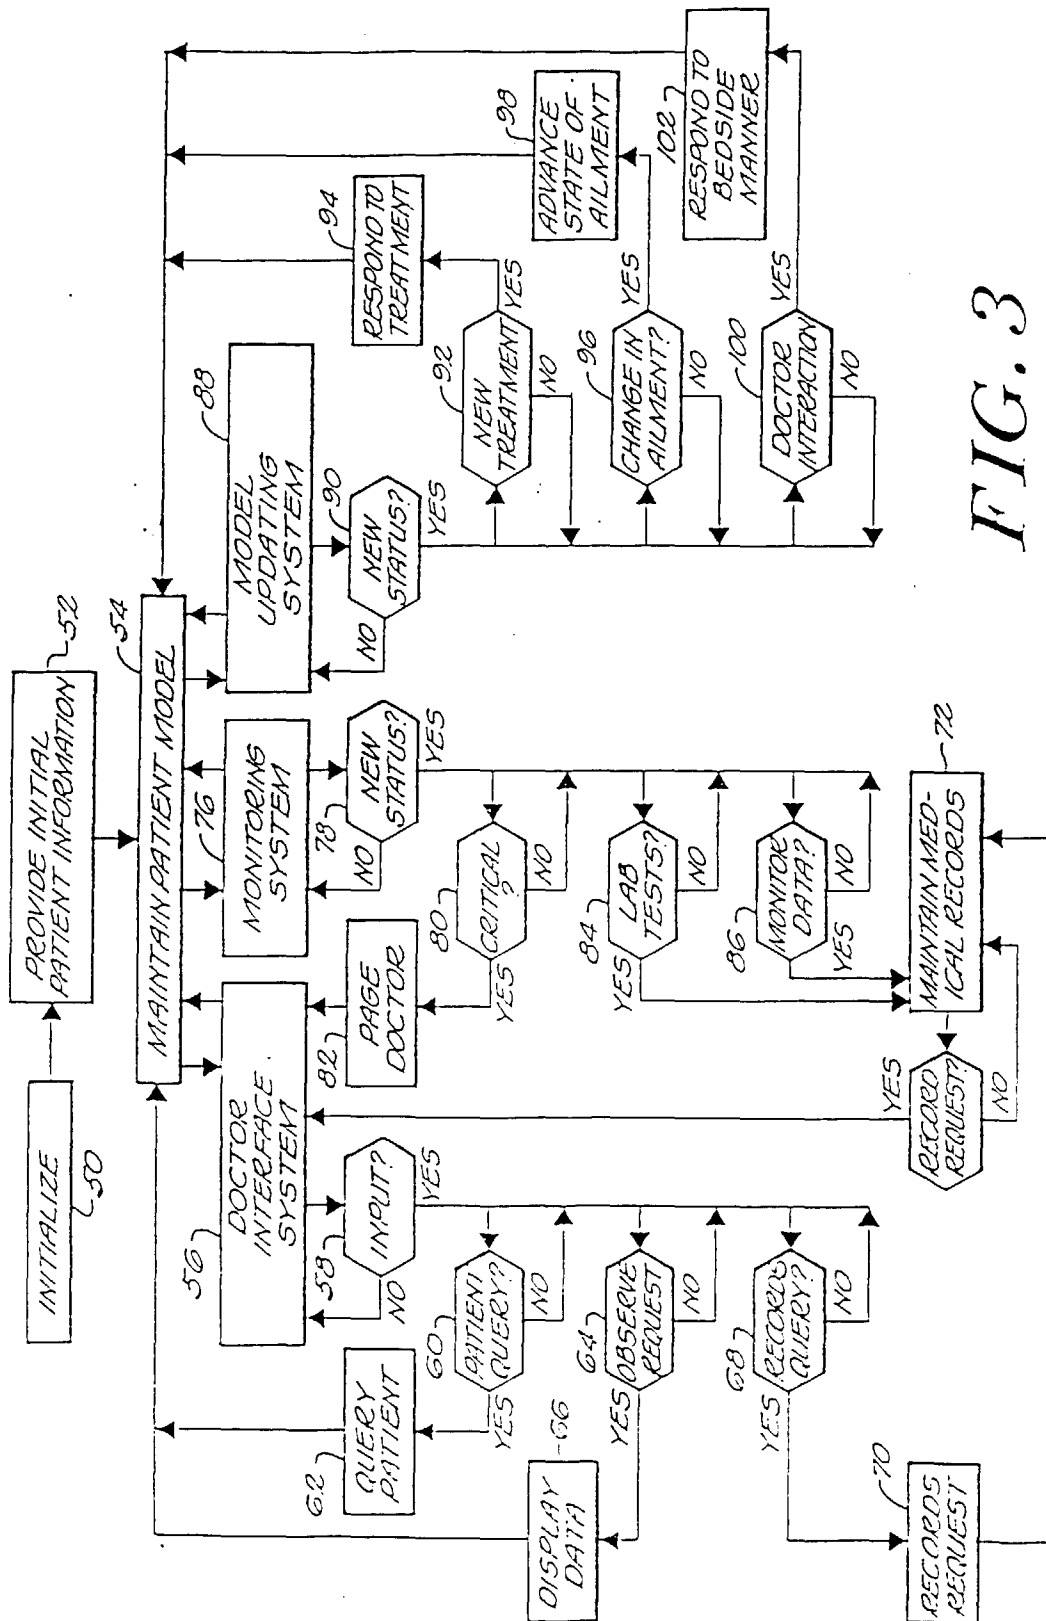 INITIALIZE
50
PROVIDE INITIAL
PATIENT INFORMATION
52
MAINTAIN PATIENT MODEL
54
DOCTOR
INTERFACE
SYSTEM
56
INPUT?
58
NO
YES
QUERY
PATIENT
62
PATIENT
QUERY?
60
YES
NO
DISPLAY
DATA
66
OBSERVE
REQUEST
64
YES
NO
RECORDS
QUERY?
68
YES
NO
RECORDS
REQUEST
70
MONITORING
SYSTEM
76
NEW
STATUS?
78
NO
YES
PAGE
DOCTOR
82
CRITICAL
?
80
YES
NO
LAB
TESTS?
84
YES
NO
MONITOR
DATA?
86
YES
NO
MAINTAIN MED-
ICAL RECORDS
72
RECORD
REQUEST?
YES
NO
MODEL
UPDATING
SYSTEM
88
NEW
STATUS?
90
NO
YES
NEW
TREATMENT
92
YES
NO
RESPOND TO
TREATMENT
94
CHANGE IN
AILMENT?
96
YES
NO
ADVANCE
STATE OF
AILMENT
98
DOCTOR
INTERACTION
100
YES
NO
RESPOND TO
BEDSIDE
MANNER
102
FIG. 3